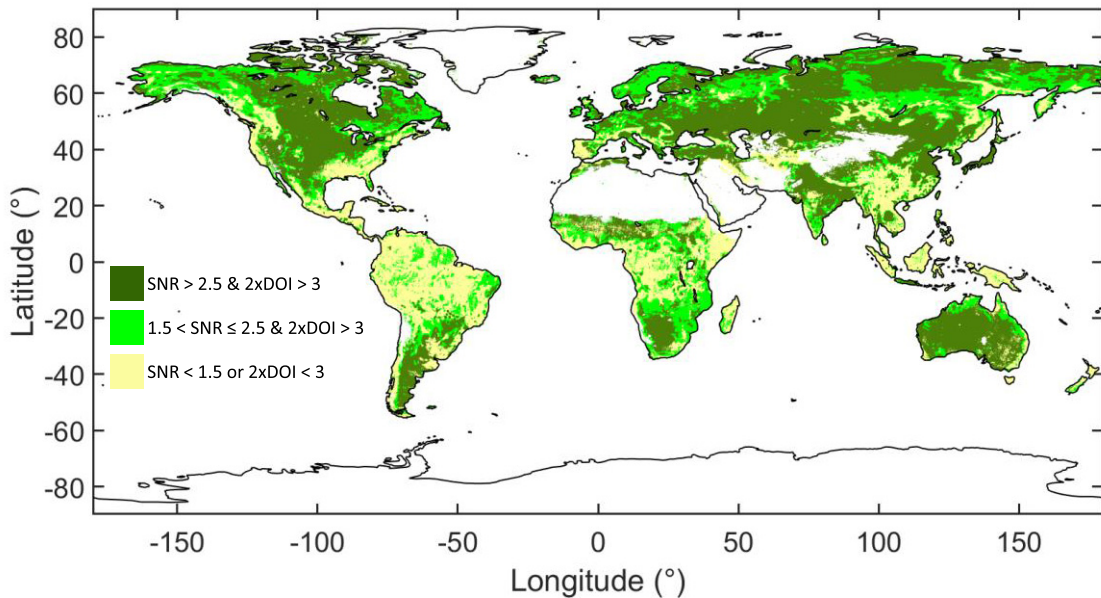 80
60
40
20
0
-20
-40
-60
-80
Latitude (°)
SNR > 2.5 & 2xDOI > 3
1.5 < SNR ≤ 2.5 & 2xDOI > 3
SNR < 1.5 or 2xDOI < 3
-150 -100 -50 0 50 100 150
Longitude (°)